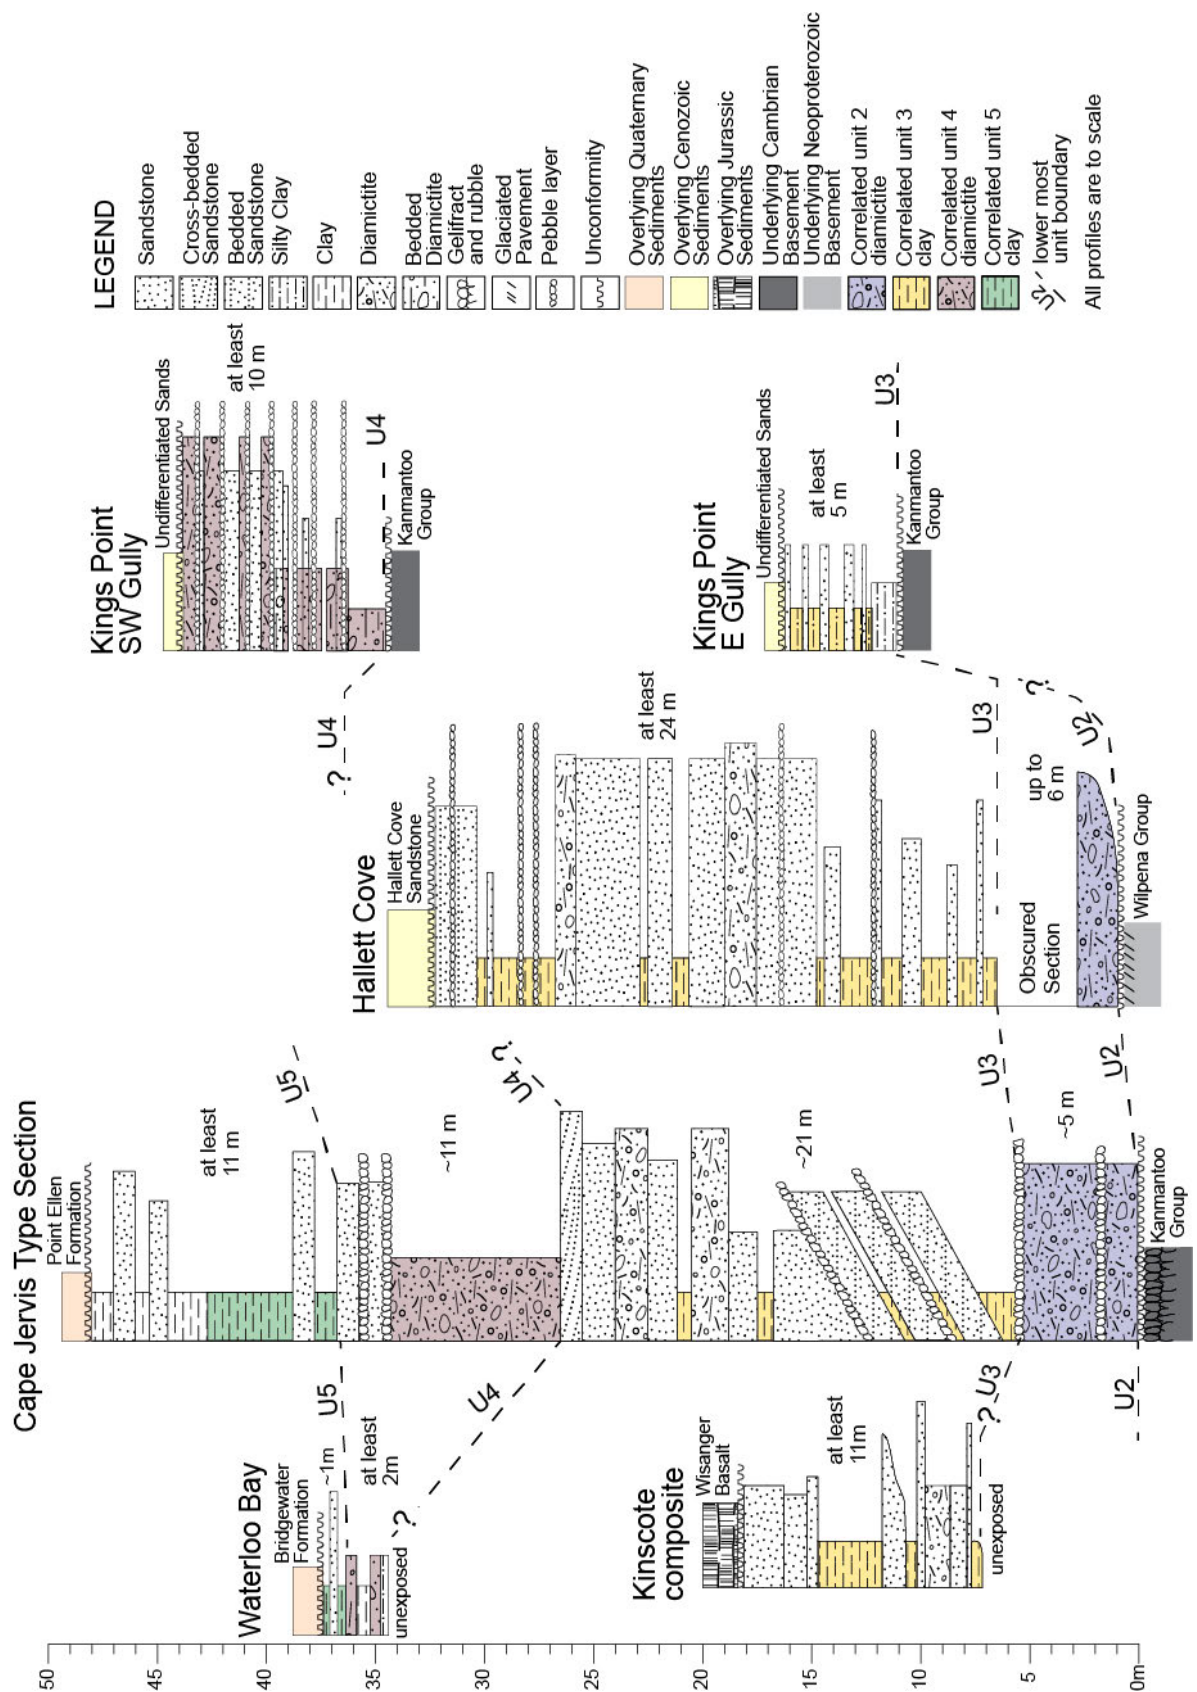 Cape Jervis Type Section
Point Ellen
Formation
at least
11 m
U5
U5
~11 m
U4
U4
?
~21 m
U3
U3
?
~5 m
U2
U2
Kanmantoo
Group
Waterloo Bay
Bridgewater
Formation
~1m
at least
2m
unexposed
?
Kinscote
composite
Wisanger
Basalt
at least
11m
unexposed
Hallett Cove
Hallett Cove
Sandstone
at least
24 m
U3
Obscured
Section
up to
6 m
U2
?
Wilpena Group
?
U4
Kings Point
SW Gully
Undifferentiated Sands
at least
10 m
U4
Kanmantoo
Group
Kings Point
E Gully
Undifferentiated Sands
at least
5 m
U3
Kanmantoo
Group
LEGEND
Sandstone
Cross-bedded
Sandstone
Bedded
Sandstone
Silty Clay
Clay
Diamictite
Bedded
Diamictite
Gelifract
and rubble
Glaciated
Pavement
Pebble layer
Unconformity
Overlying Quaternary
Sediments
Overlying Cenozoic
Sediments
Overlying Jurassic
Sediments
Underlying Cambrian
Basement
Underlying Neoproterozoic
Basement
Correlated unit 2
diamictite
Correlated unit 3
clay
Correlated unit 4
diamictite
Correlated unit 5
clay
U2 lower most
unit boundary
All profiles are to scale
50
45
40
35
30
25
20
15
10
5
0m